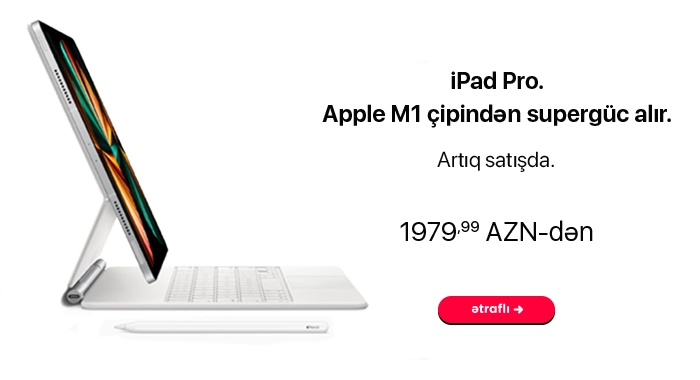 iPad Pro.
Apple M1 çipindən supergüc alır.
Artıq satışda.
1979,99 AZN-dən
ətraflı →